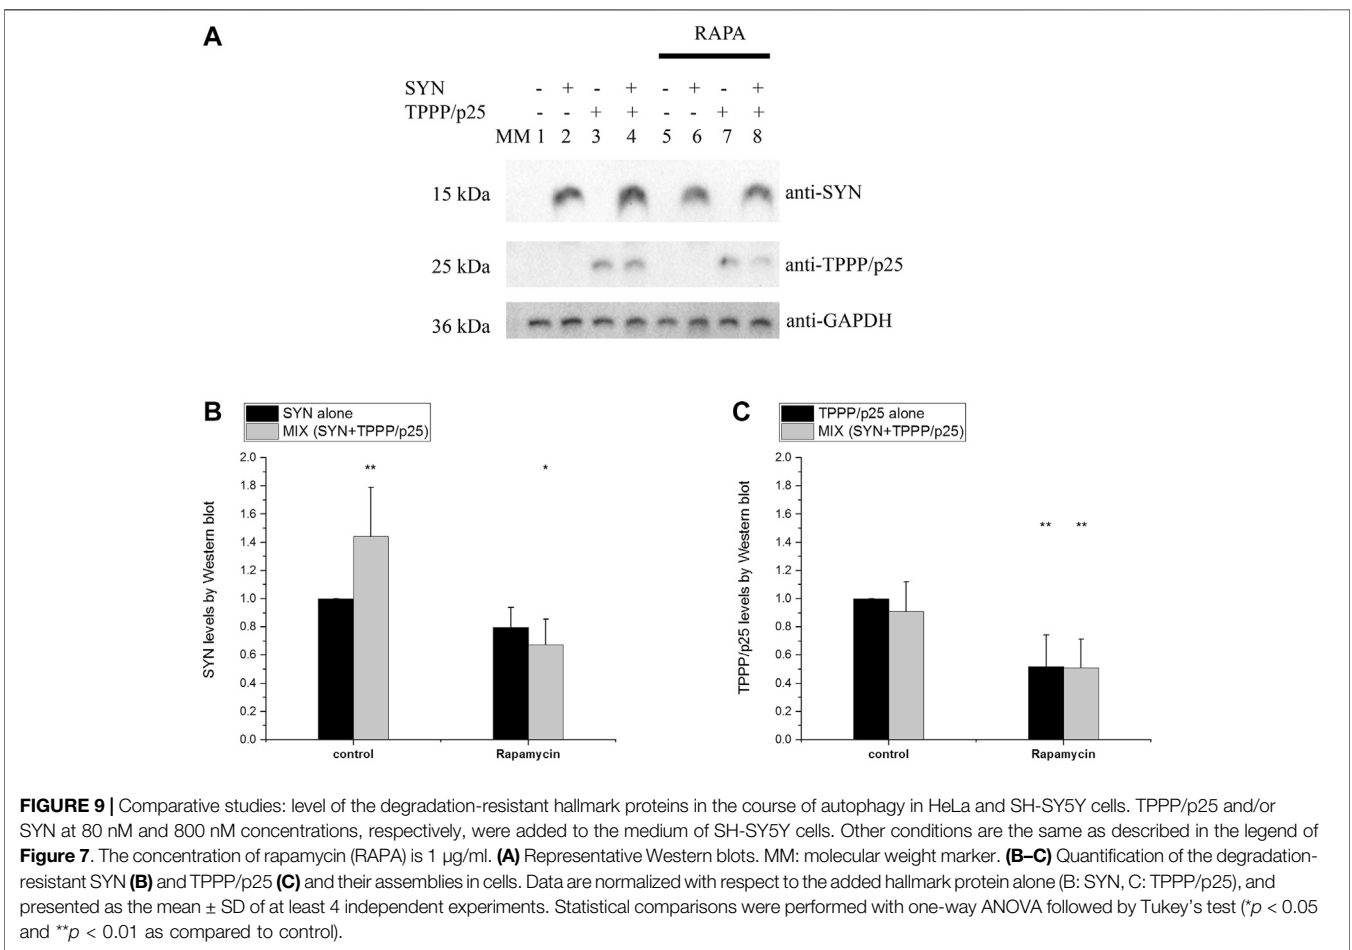 A
RAPA
SYN - + - + - + - +
TPPP/p25 - - + + - - + +
MM 1 2 3 4 5 6 7 8
15 kDa anti-SYN
25 kDa anti-TPPP/p25
36 kDa anti-GAPDH
B
SYN alone
MIX (SYN+TPPP/p25)
SYN levels by Western blot
2.0
1.8
1.6
1.4
1.2
1.0
0.8
0.6
0.4
0.2
0.0
** *
control Rapamycin
C
TPPP/p25 alone
MIX (SYN+TPPP/p25)
TPPP/p25 levels by Western blot
2.0
1.8
1.6
1.4
1.2
1.0
0.8
0.6
0.4
0.2
0.0
** **
control Rapamycin
FIGURE 9 | Comparative studies: level of the degradation-resistant hallmark proteins in the course of autophagy in HeLa and SH-SY5Y cells. TPPP/p25 and/or
SYN at 80 nM and 800 nM concentrations, respectively, were added to the medium of SH-SY5Y cells. Other conditions are the same as described in the legend of
Figure 7. The concentration of rapamycin (RAPA) is 1 µg/ml. (A) Representative Western blots. MM: molecular weight marker. (B–C) Quantification of the degradation-
resistant SYN (B) and TPPP/p25 (C) and their assemblies in cells. Data are normalized with respect to the added hallmark protein alone (B: SYN, C: TPPP/p25), and
presented as the mean ± SD of at least 4 independent experiments. Statistical comparisons were performed with one-way ANOVA followed by Tukey's test (*p < 0.05
and **p < 0.01 as compared to control).